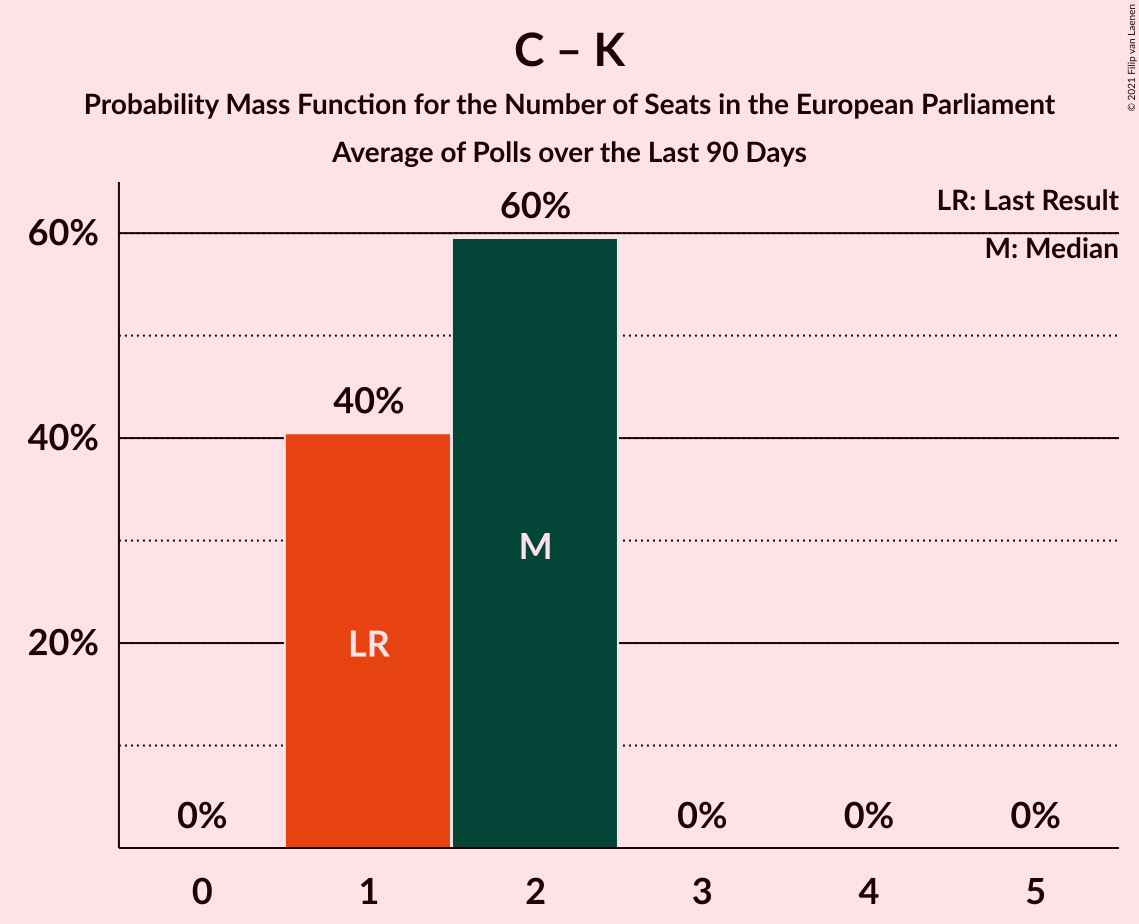 C – K
Probability Mass Function for the Number of Seats in the European Parliament
Average of Polls over the Last 90 Days
© 2021 Filip van Laenen
LR: Last Result
M: Median
60%
40%
20%
0%
40%
60%
0%
0%
0%
LR
M
0
1
2
3
4
5